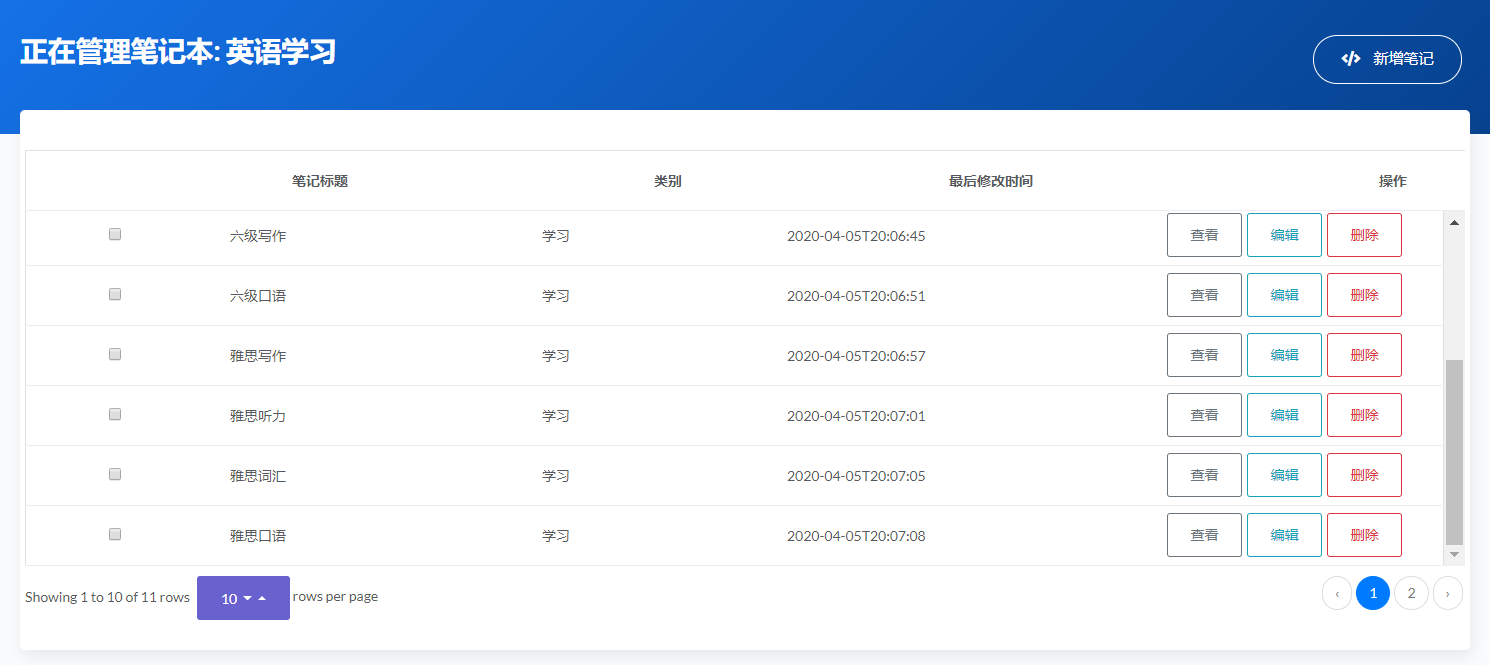 正在管理笔记本: 英语学习
新增笔记
笔记标题 类别 最后修改时间 操作
六级写作 学习 2020-04-05T20:06:45 查看 编辑 删除
六级口语 学习 2020-04-05T20:06:51 查看 编辑 删除
雅思写作 学习 2020-04-05T20:06:57 查看 编辑 删除
雅思听力 学习 2020-04-05T20:07:01 查看 编辑 删除
雅思词汇 学习 2020-04-05T20:07:05 查看 编辑 删除
雅思口语 学习 2020-04-05T20:07:08 查看 编辑 删除
Showing 1 to 10 of 11 rows 10 rows per page ‹ 1 2 ›